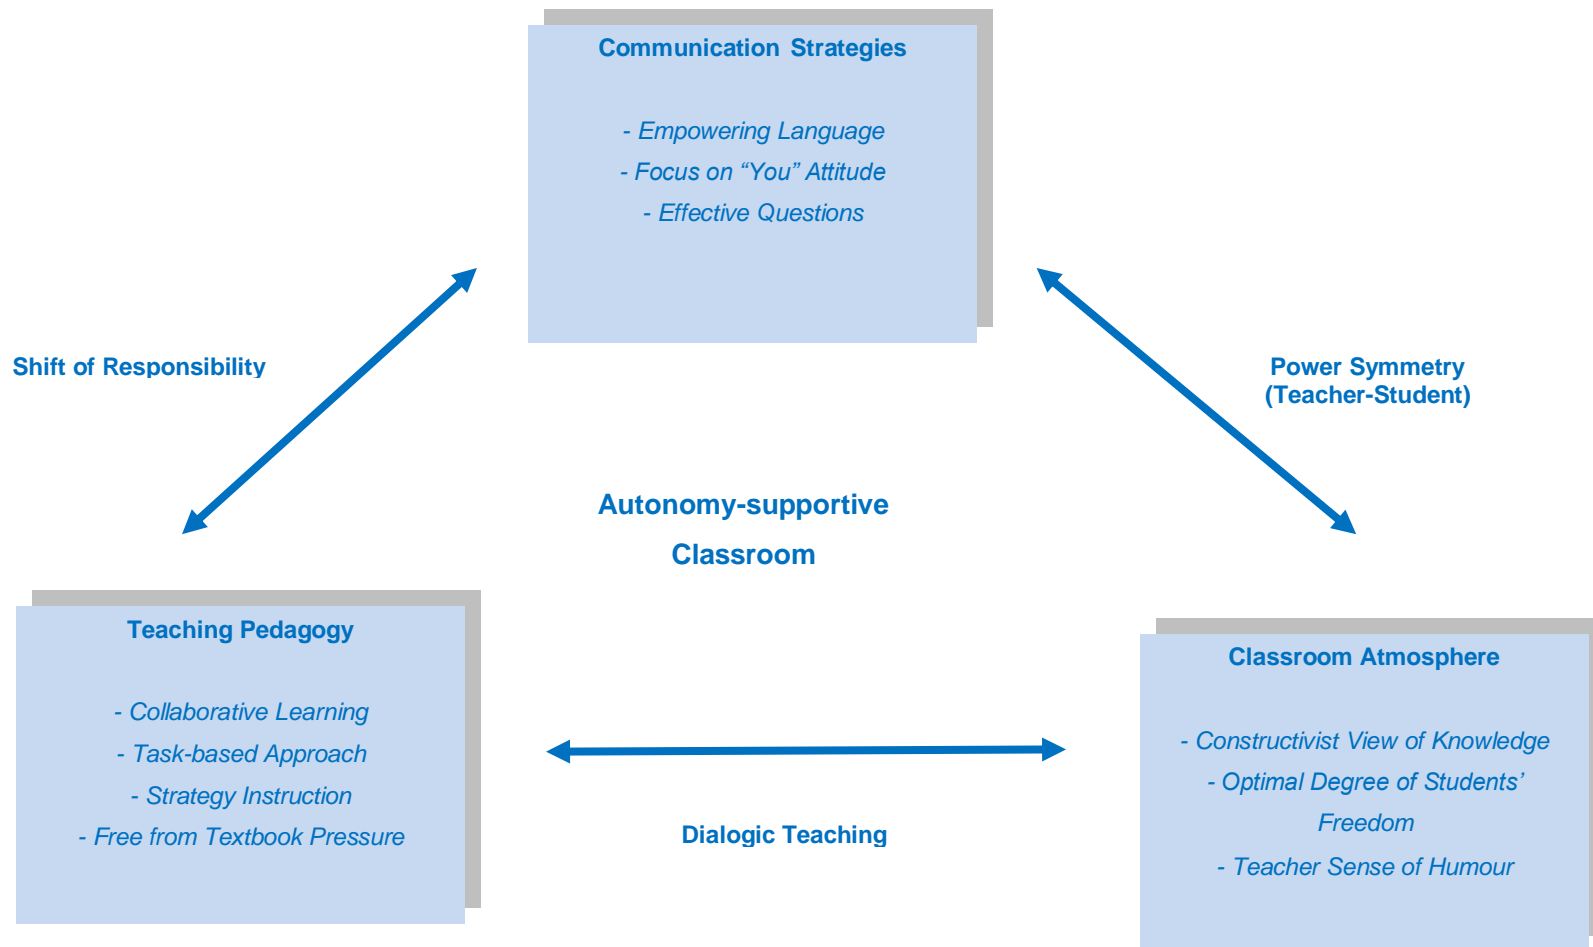 Communication Strategies
- Empowering Language
- Focus on “You” Attitude
- Effective Questions
Shift of Responsibility
Power Symmetry
(Teacher-Student)
Autonomy-supportive
Classroom
Teaching Pedagogy
- Collaborative Learning
- Task-based Approach
- Strategy Instruction
- Free from Textbook Pressure
Dialogic Teaching
Classroom Atmosphere
- Constructivist View of Knowledge
- Optimal Degree of Students’
Freedom
- Teacher Sense of Humour